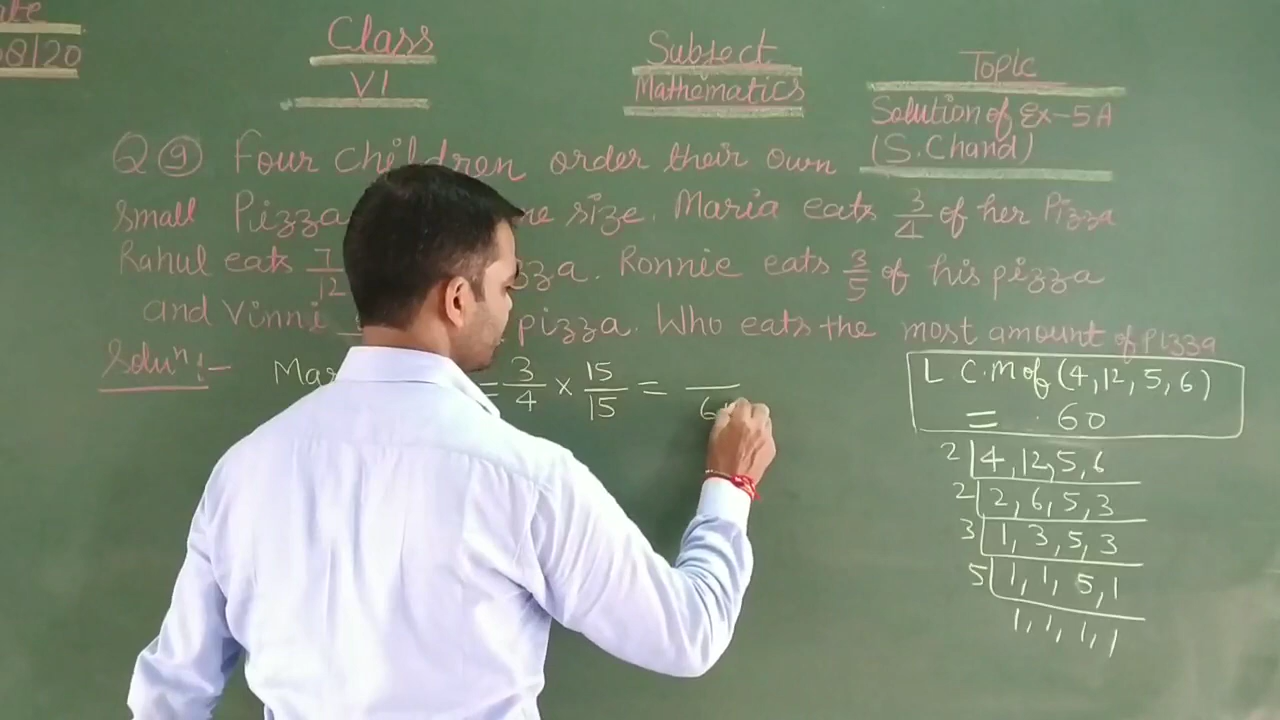 ate Class Subject Topic
08/20 VI Mathematics Solution of Ex-5A
(S.Chand)
Q 9 Four children order their own
small Pizza size. Maria eats 3/4 of her Pizza
Rahul eats 7/12 Ronnie eats 3/5 of his pizza
and Vinni pizza. Who eats the most amount of pizza
Soluⁿ:- = 3/4 × 15/15 =
L C.M of (4,12,5,6)
= 60
2 | 4, 12, 5, 6
2 | 2, 6, 5, 3
3 | 1, 3, 5, 3
5 | 1, 1, 5, 1
1, 1, 1, 1